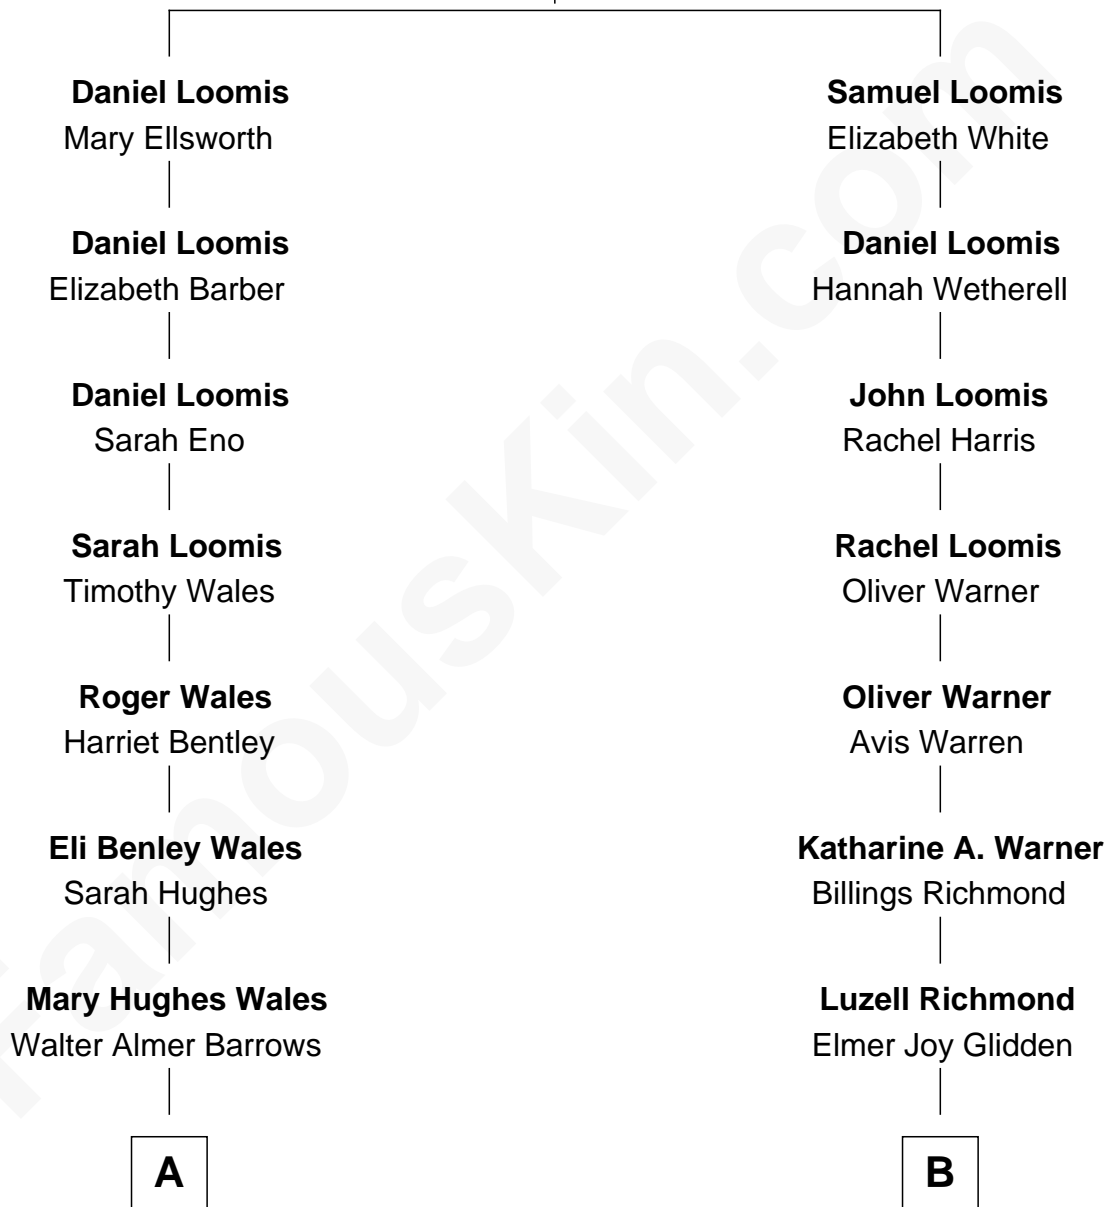 Daniel Loomis
Mary Ellsworth
Daniel Loomis
Elizabeth Barber
Daniel Loomis
Sarah Eno
Sarah Loomis
Timothy Wales
Roger Wales
Harriet Bentley
Eli Benley Wales
Sarah Hughes
Mary Hughes Wales
Walter Almer Barrows
A
Samuel Loomis
Elizabeth White
Daniel Loomis
Hannah Wetherell
John Loomis
Rachel Harris
Rachel Loomis
Oliver Warner
Oliver Warner
Avis Warren
Katharine A. Warner
Billings Richmond
Luzell Richmond
Elmer Joy Glidden
B
FamousKin.com